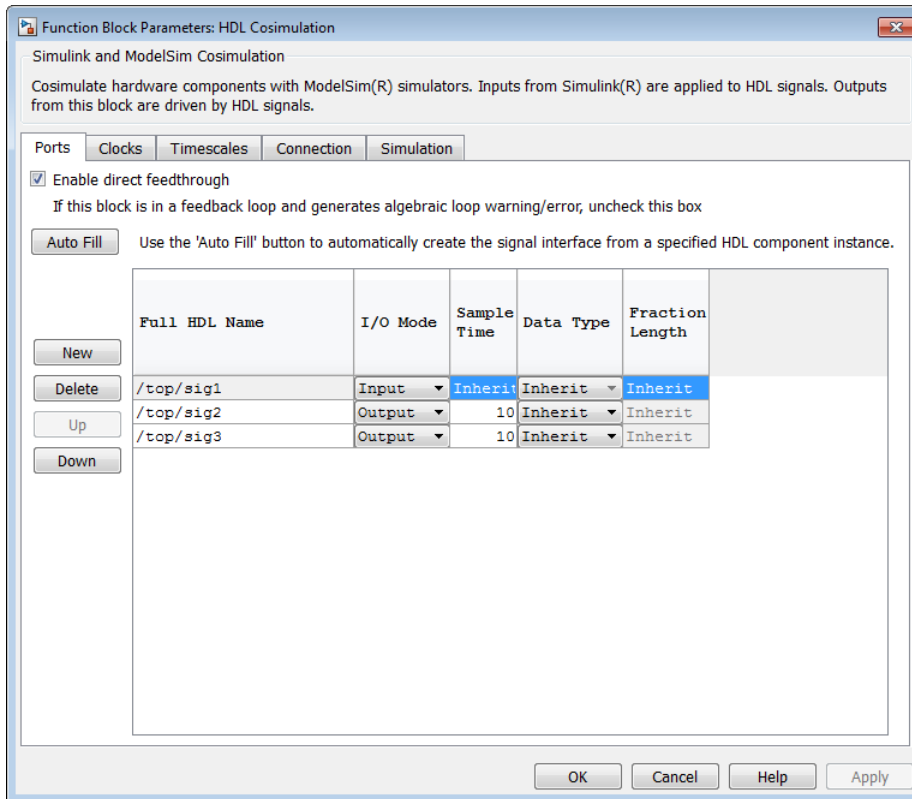 Function Block Parameters: HDL Cosimulation
Simulink and ModelSim Cosimulation
Cosimulate hardware components with ModelSim(R) simulators. Inputs from Simulink(R) are applied to HDL signals. Outputs
from this block are driven by HDL signals.
Ports Clocks Timescales Connection Simulation
Enable direct feedthrough
If this block is in a feedback loop and generates algebraic loop warning/error, uncheck this box
Auto Fill Use the 'Auto Fill' button to automatically create the signal interface from a specified HDL component instance.
Full HDL Name I/O Mode Sample Time Data Type Fraction Length
New
Delete /top/sig1 Input Inherit Inherit Inherit
/top/sig2 Output 10 Inherit Inherit
Up
/top/sig3 Output 10 Inherit Inherit
Down
OK Cancel Help Apply